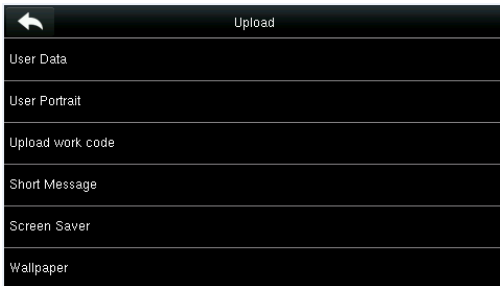 Upload
User Data
User Portrait
Upload work code
Short Message
Screen Saver
Wallpaper